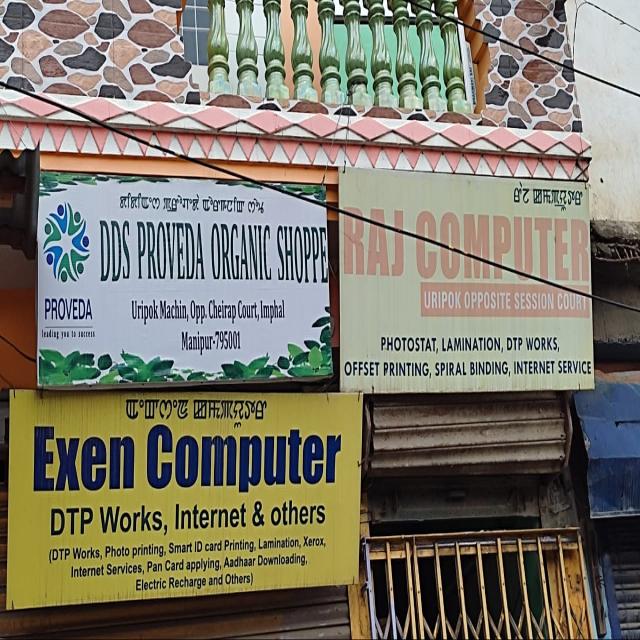 DDS PROVEDA ORGANIC SHOPPE
PROVEDA
leading you to success
Uripok Machin, Opp. Cheirap Court, Imphal
Manipur-795001
RAJ COMPUTER
URIPOK OPPOSITE SESSION COURT
PHOTOSTAT, LAMINATION, DTP WORKS,
OFFSET PRINTING, SPIRAL BINDING, INTERNET SERVICE
Exen Computer
DTP Works, Internet & others
(DTP Works, Photo printing, Smart ID card Printing, Lamination, Xerox,
Internet Services, Pan Card applying, Aadhaar Downloading,
Electric Recharge and Others)